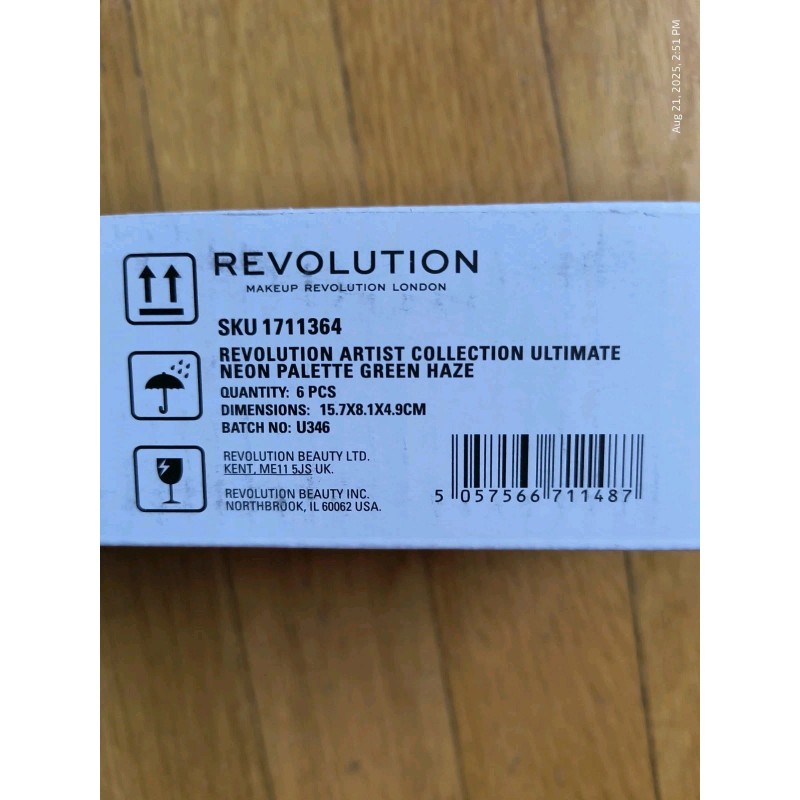 Aug 21, 2025, 2:51 PM
REVOLUTION
MAKEUP REVOLUTION LONDON
SKU 1711364
REVOLUTION ARTIST COLLECTION ULTIMATE
NEON PALETTE GREEN HAZE
QUANTITY: 6 PCS
DIMENSIONS: 15.7X8.1X4.9CM
BATCH NO: U346
REVOLUTION BEAUTY LTD.
KENT, ME11 5JS UK.
REVOLUTION BEAUTY INC.
NORTHBROOK, IL 60062 USA.
5 057566 711487